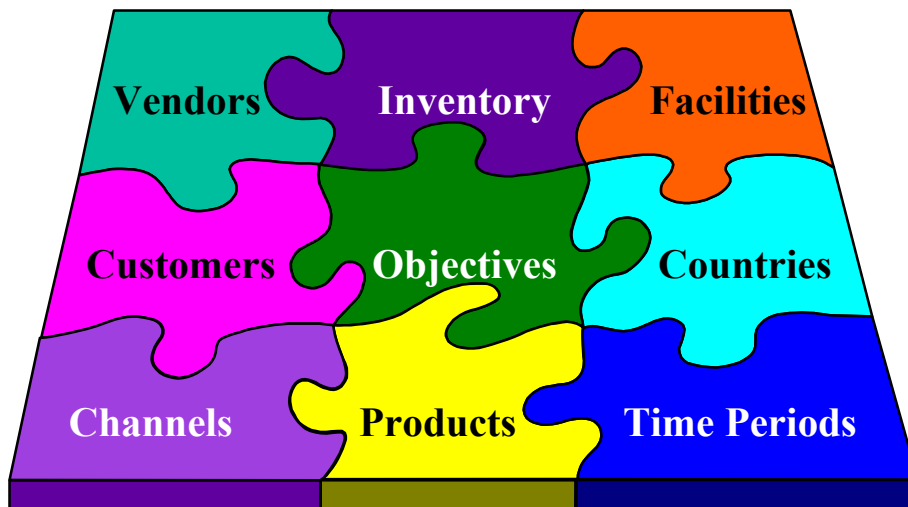 Vendors
Inventory
Facilities
Customers
Objectives
Countries
Channels
Products
Time Periods